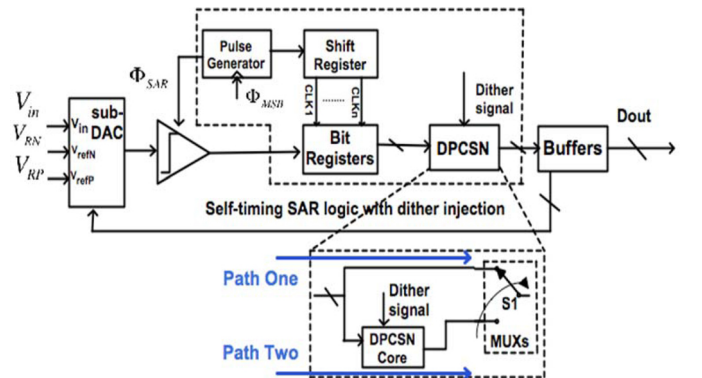 Pulse
Generator
Shift
Register
Φ_SAR
Φ_MSB
CLK1
........
CLKn
Dither
signal
V_in
V_RN
V_RP
sub-
DAC
V_in
V_refN
V_refP
Bit
Registers
DPCSN
Buffers
Dout
Self-timing SAR logic with dither injection
Path One
Dither
signal
S1
DPCSN
Core
MUXs
Path Two